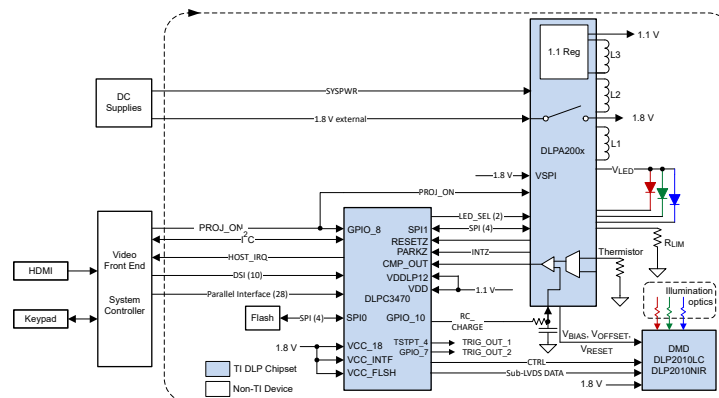 1.1 V
1.1 Reg
L3
DC
Supplies
SYSPWR
L2
1.8 V external
1.8 V
DLPA200x
L1
1.8 V
VSPI
VLED
PROJ_ON
PROJ_ON
GPIO_8
LED_SEL (2)
I2C
SPI1
SPI (4)
RESETZ
HOST_IRQ
PARKZ
INTZ
RLIM
Video
Front End
System
Controller
CMP_OUT
Thermistor
HDMI
DSI (10)
VDDLP12
DLPC3470
VDD
1.1 V
Parallel Interface (28)
Illumination
optics
Keypad
Flash
SPI (4)
SPI0
GPIO_10
RC_
CHARGE
VBIAS, VOFFSET,
VRESET
1.8 V
VCC_18
TSTPT_4
TRIG_OUT_1
VCC_INTF
GPIO_7
TRIG_OUT_2
DMD
DLP2010LC
DLP2010NIR
VCC_FLSH
CTRL
Sub-LVDS DATA
1.8 V
TI DLP Chipset
Non-TI Device